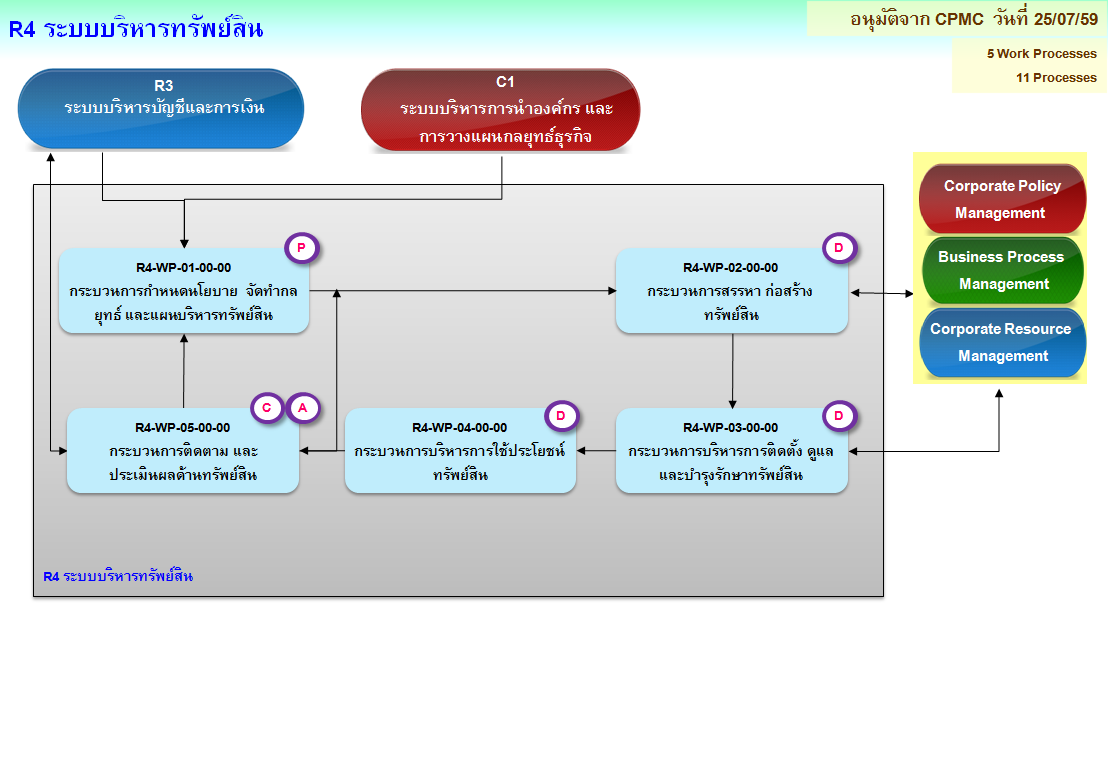 R4 ระบบบริหารทรัพย์สิน
อนุมัติจาก CPMC วันที่ 25/07/59
5 Work Processes
11 Processes
R3
ระบบบริหารบัญชีและการเงิน
C1
ระบบบริหารการนำองค์กร และ
การวางแผนกลยุทธ์ธุรกิจ
Corporate Policy
Management
Business Process
Management
Corporate Resource
Management
P
R4-WP-01-00-00
กระบวนการกำหนดนโยบาย จัดทำกล
ยุทธ์ และแผนบริหารทรัพย์สิน
D
R4-WP-02-00-00
กระบวนการสรรหา ก่อสร้าง
ทรัพย์สิน
C
A
R4-WP-05-00-00
กระบวนการติดตาม และ
ประเมินผลด้านทรัพย์สิน
D
R4-WP-04-00-00
กระบวนการบริหารการใช้ประโยชน์
ทรัพย์สิน
D
R4-WP-03-00-00
กระบวนการบริหารการติดตั้ง ดูแล
และบำรุงรักษาทรัพย์สิน
R4 ระบบบริหารทรัพย์สิน